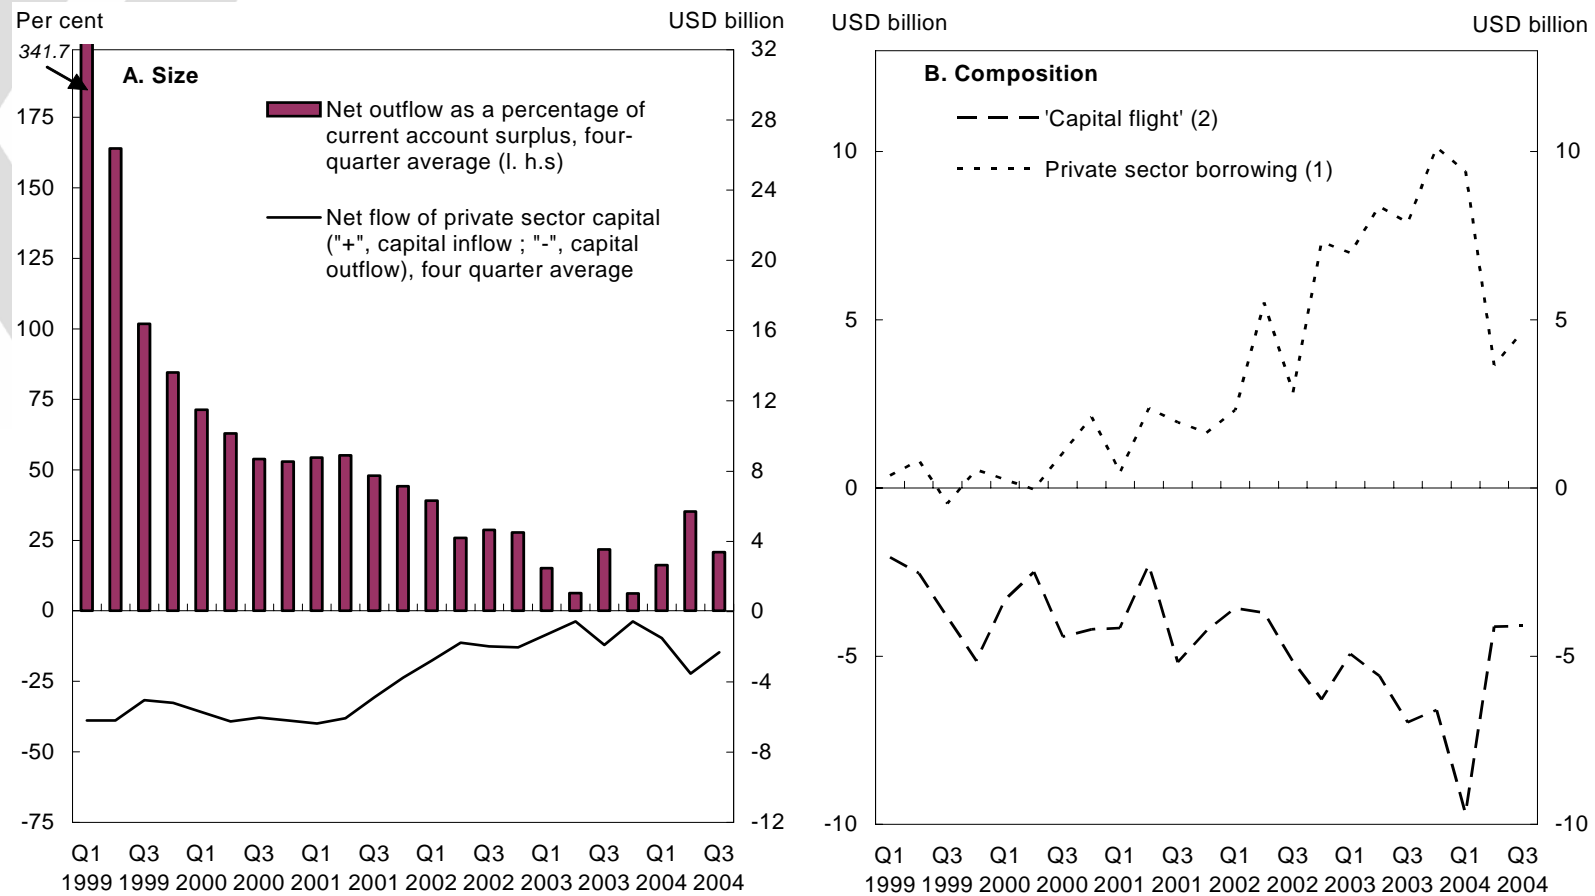 Per cent
USD billion
341.7
A. Size
Net outflow as a percentage of
current account surplus, four-
quarter average (l. h.s)
Net flow of private sector capital
("+", capital inflow ; "-", capital
outflow), four quarter average
175
150
125
100
75
50
25
0
-25
-50
-75
32
28
24
20
16
12
8
4
0
-4
-8
-12
Q1 Q3 Q1 Q3 Q1 Q3 Q1 Q3 Q1 Q3 Q1 Q3
1999 1999 2000 2000 2001 2001 2002 2002 2003 2003 2004 2004
USD billion
USD billion
B. Composition
'Capital flight' (2)
Private sector borrowing (1)
10
5
0
-5
-10
10
5
0
-5
-10
Q1 Q3 Q1 Q3 Q1 Q3 Q1 Q3 Q1 Q3 Q1 Q3
1999 1999 2000 2000 2001 2001 2002 2002 2003 2003 2004 2004